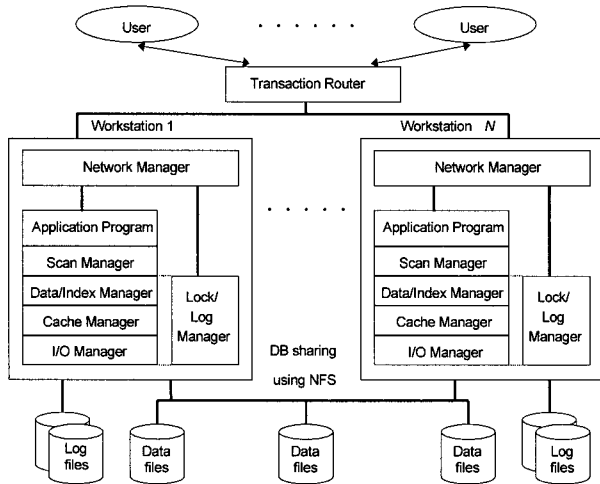 User
. . . . . .
User
Transaction Router
Workstation 1
Workstation N
Network Manager
Network Manager
. . . . .
Application Program
Scan Manager
Data/Index Manager
Cache Manager
I/O Manager
Lock/
Log
Manager
Application Program
Scan Manager
Data/Index Manager
Cache Manager
I/O Manager
Lock/
Log
Manager
DB sharing
using NFS
Log
files
Data
files
Data
files
Data
files
Log
files